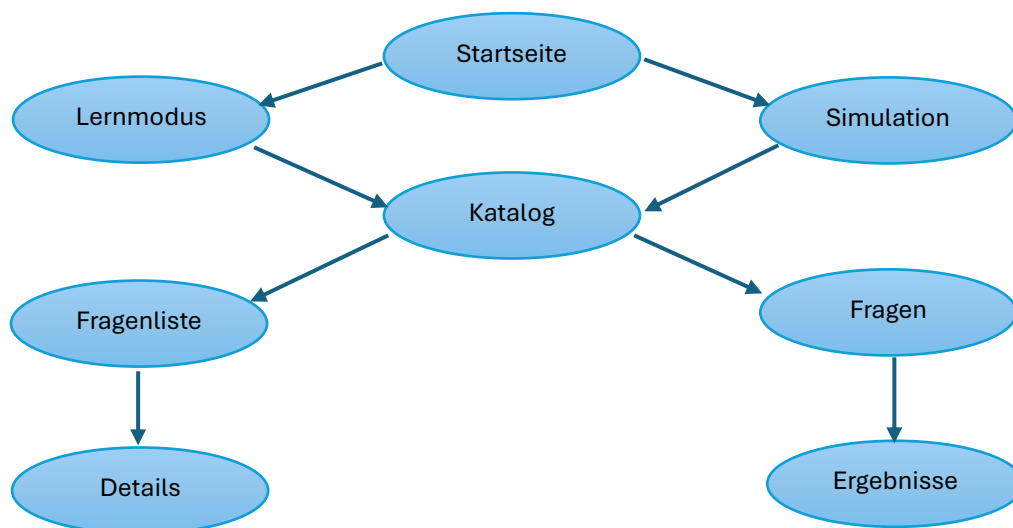 Startseite
Lernmodus
Simulation
Katalog
Fragenliste
Fragen
Details
Ergebnisse